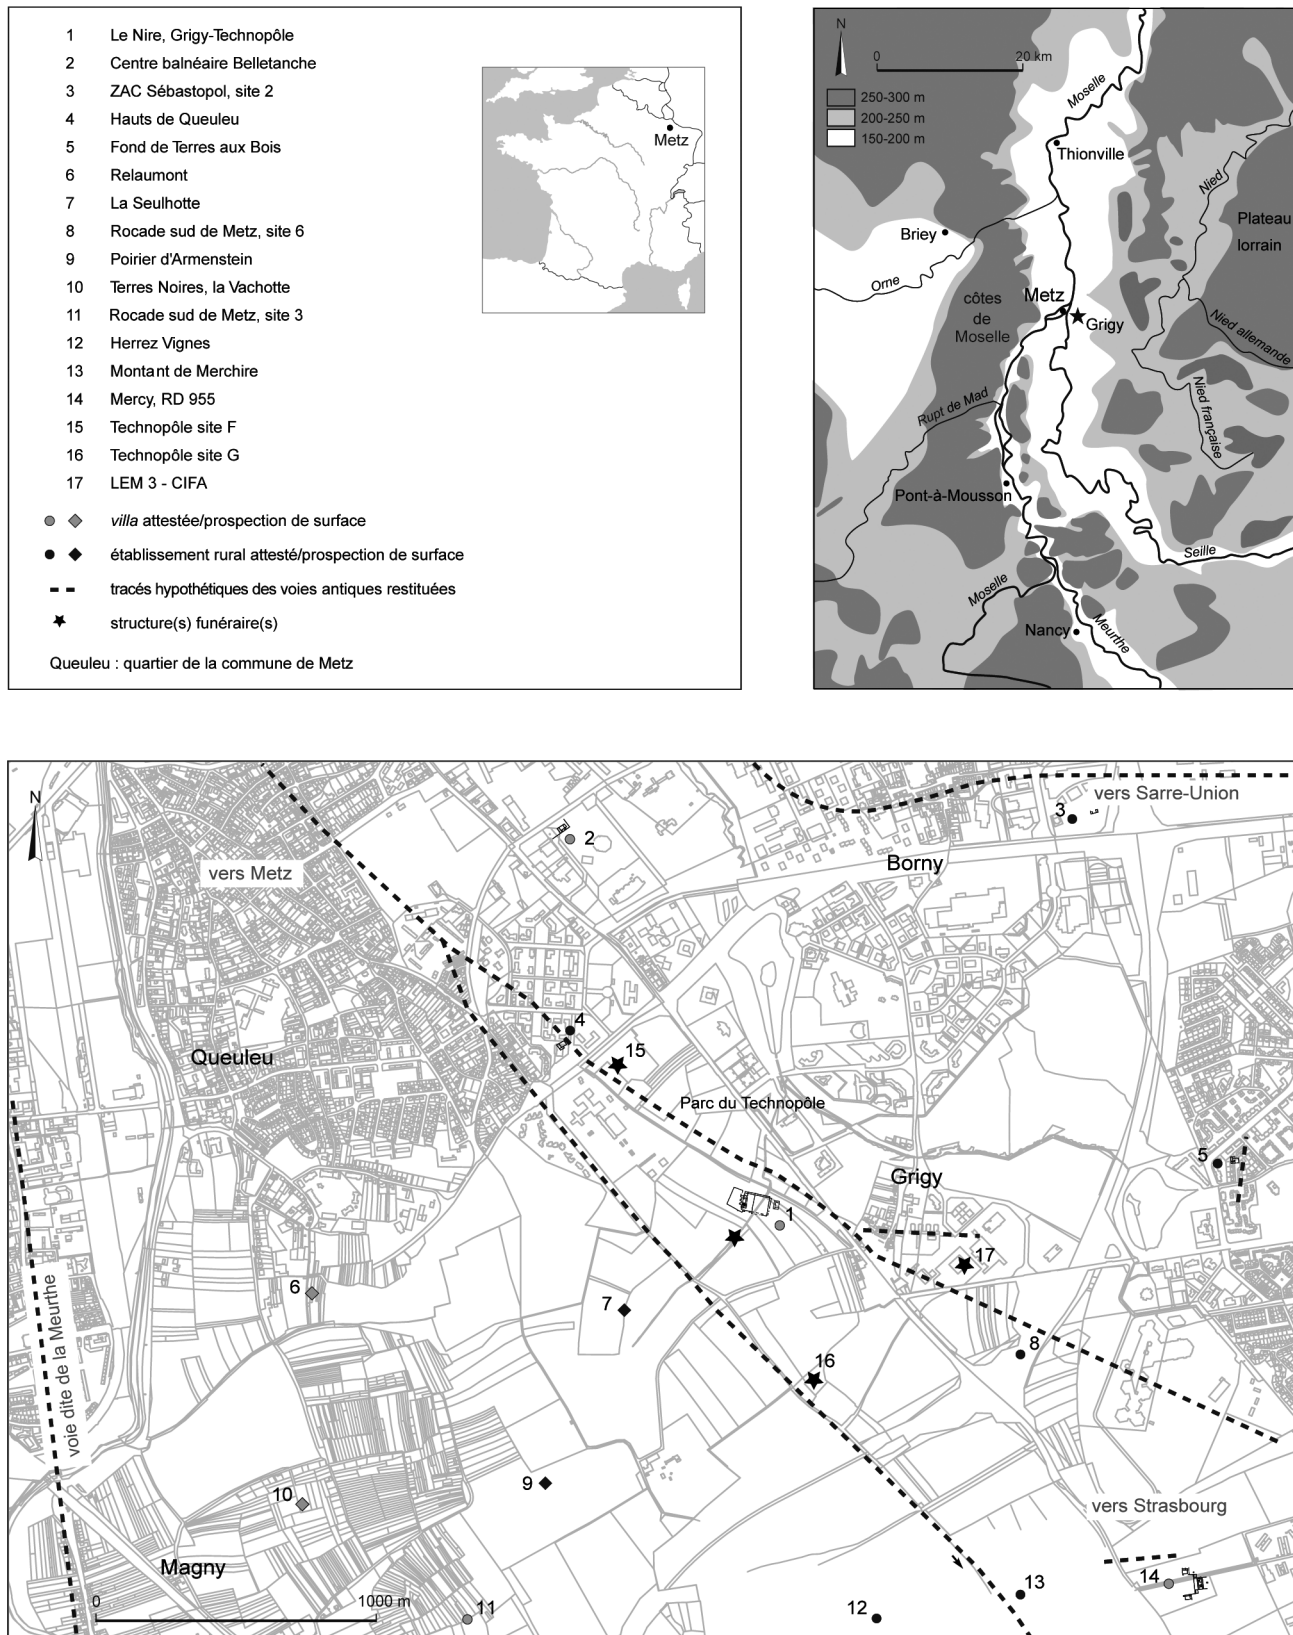 1 Le Nire, Grigy-Technopôle
2 Centre balnéaire Belletanche
3 ZAC Sébastopol, site 2
4 Hauts de Queuleu
5 Fond de Terres aux Bois
6 Relaumont
7 La Seulhotte
8 Rocade sud de Metz, site 6
9 Poirier d'Armenstein
10 Terres Noires, la Vachotte
11 Rocade sud de Metz, site 3
12 Herrez Vignes
13 Montant de Merchire
14 Mercy, RD 955
15 Technopôle site F
16 Technopôle site G
17 LEM 3 - CIFA
villa attestée/prospection de surface
établissement rural attesté/prospection de surface
tracés hypothétiques des voies antiques restituées
structure(s) funéraire(s)
Queuleu : quartier de la commune de Metz
Metz
N
0 20 km
250-300 m
200-250 m
150-200 m
Moselle
Thionville
Nied
Plateau
lorrain
Briey
Orne
côtes
de
Moselle
Metz
Grigy
Nied allemande
Nied française
Rupt de Mad
Pont-à-Mousson
Seille
Moselle
Nancy
Meurthe
N
vers Sarre-Union
3
2
Borny
vers Metz
4
15
Queuleu
Parc du Technopôle
5
Grigy
1
17
6
7
8
16
voie dite de la Meurthe
9
10
vers Strasbourg
Magny
14
13
0 1000 m
11
12